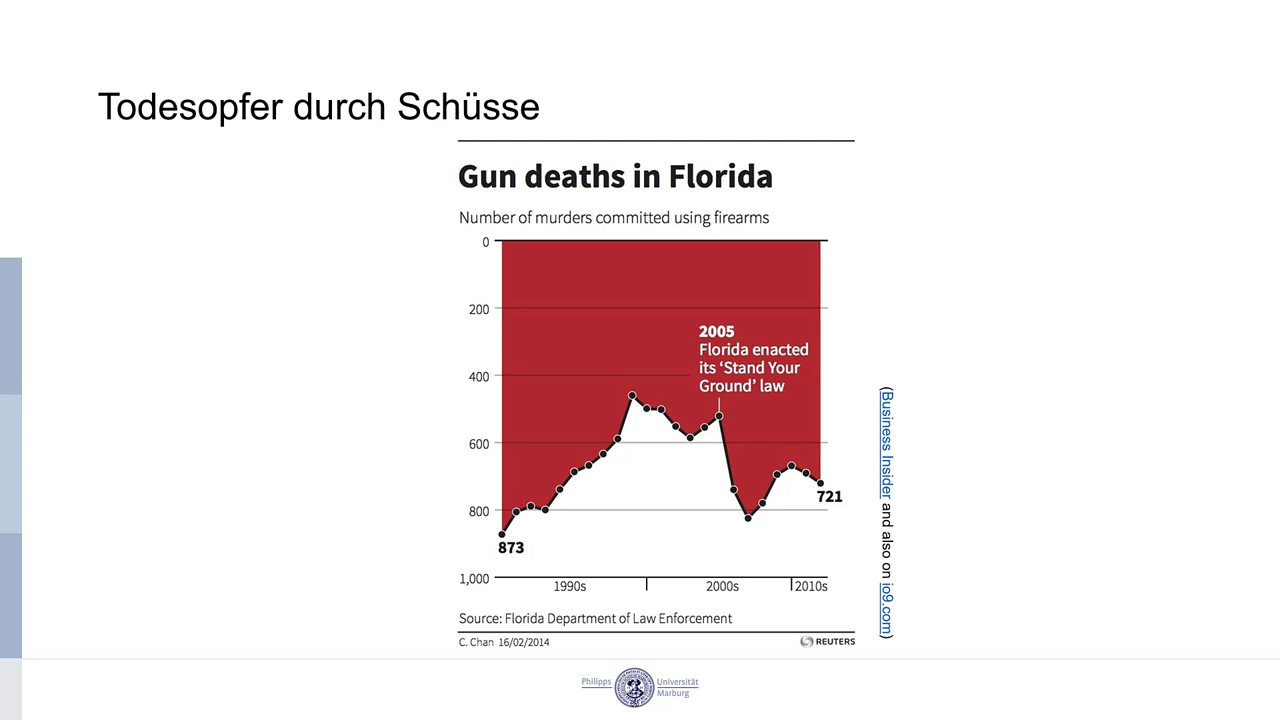 Todesopfer durch Schüsse
Gun deaths in Florida
Number of murders committed using firearms
0
200
400
600
800
1,000
2005
Florida enacted
its ‘Stand Your
Ground’ law
873
721
1990s
2000s
2010s
Source: Florida Department of Law Enforcement
C. Chan 16/02/2014
REUTERS
(Business Insider and also on io9.com)
Philipps
Universität
Marburg